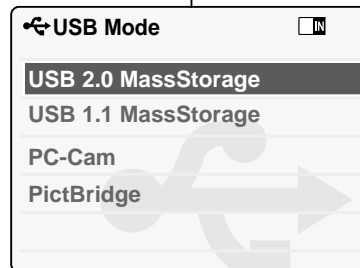 USB Mode
IN
USB 2.0 MassStorage
USB 1.1 MassStorage
PC-Cam
PictBridge